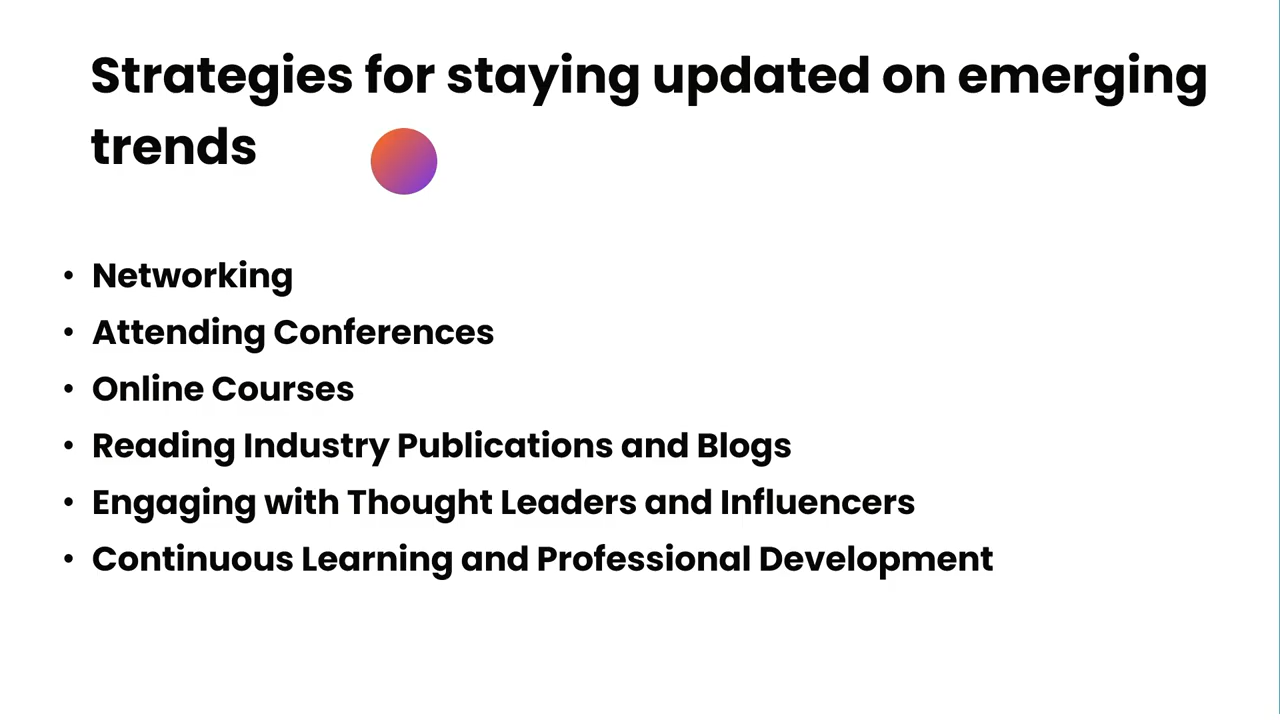 Strategies for staying updated on emerging
trends
• Networking
• Attending Conferences
• Online Courses
• Reading Industry Publications and Blogs
• Engaging with Thought Leaders and Influencers
• Continuous Learning and Professional Development